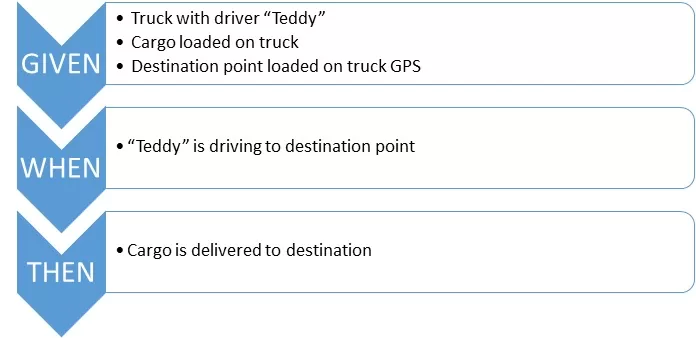 GIVEN
• Truck with driver “Teddy”
• Cargo loaded on truck
• Destination point loaded on truck GPS
WHEN
• “Teddy” is driving to destination point
THEN
• Cargo is delivered to destination